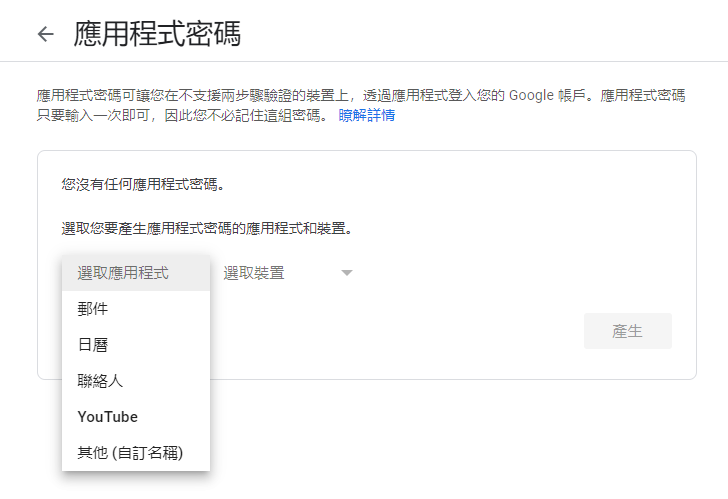 應用程式密碼
應用程式密碼可讓您在不支援兩步驟驗證的裝置上，透過應用程式登入您的 Google 帳戶。應用程式密碼
只要輸入一次即可，因此您不必記住這組密碼。 瞭解詳情
您沒有任何應用程式密碼。
選取您要產生應用程式密碼的應用程式和裝置。
選取應用程式 選取裝置
郵件
產生
日曆
聯絡人
YouTube
其他 (自訂名稱)